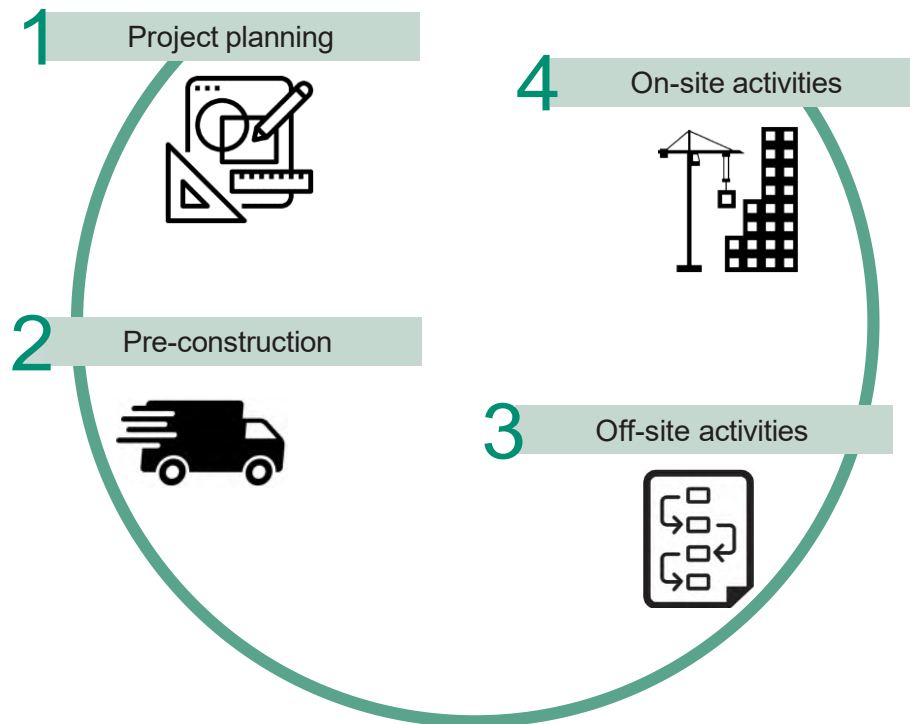 1 Project planning
2 Pre-construction
3 Off-site activities
4 On-site activities